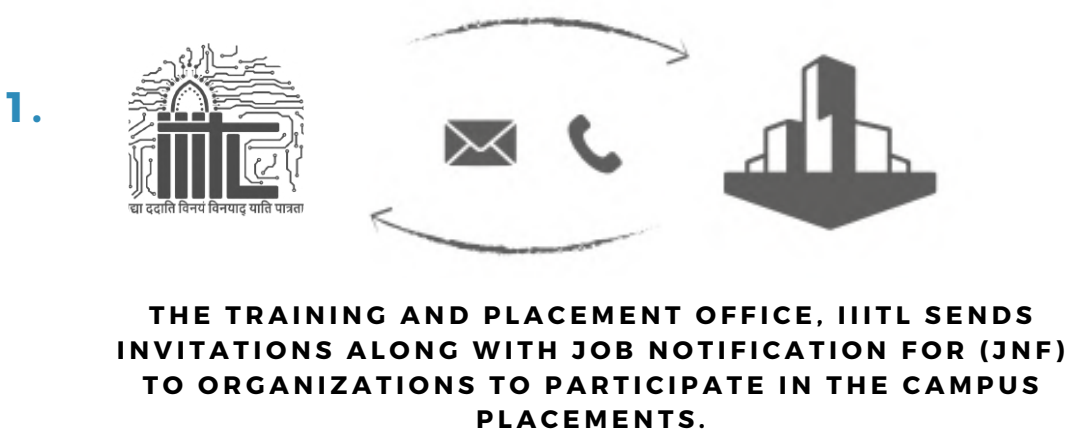 1.
IIITL
द्या ददाति विनयं विनयाद् याति पात्रता
THE TRAINING AND PLACEMENT OFFICE, IIITL SENDS
INVITATIONS ALONG WITH JOB NOTIFICATION FOR (JNF)
TO ORGANIZATIONS TO PARTICIPATE IN THE CAMPUS
PLACEMENTS.